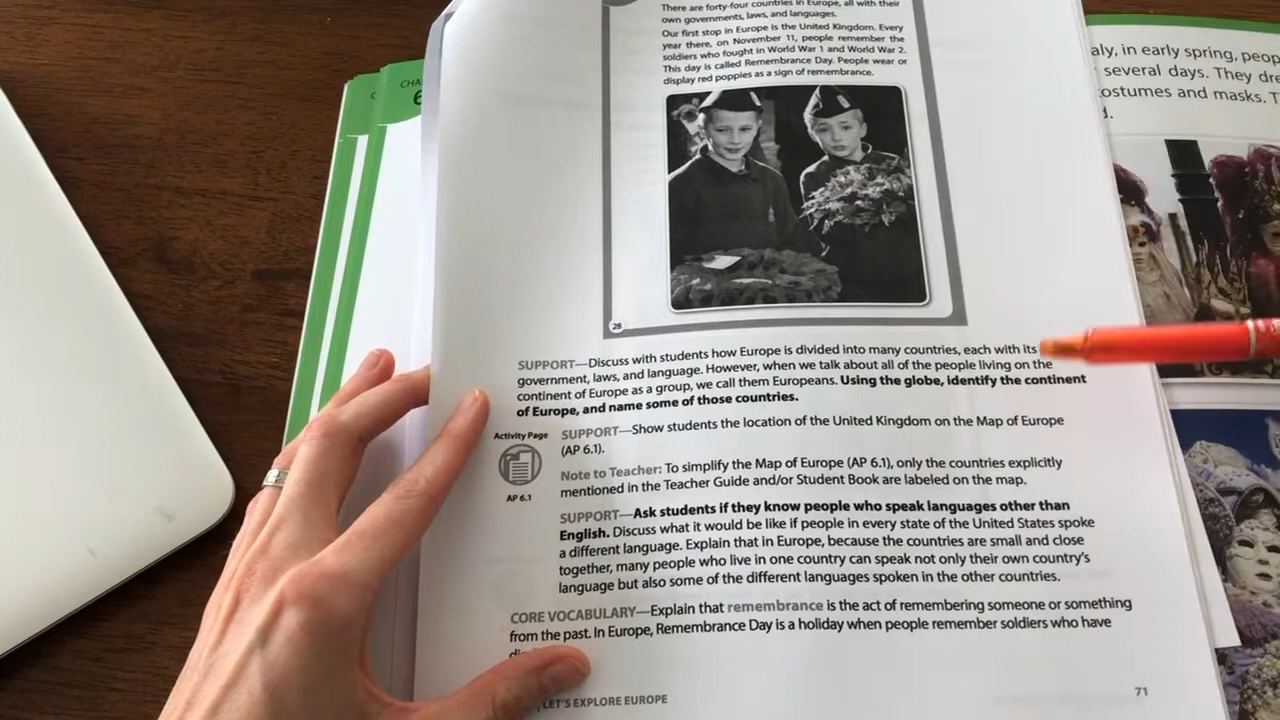 There are forty-four countries in Europe, all with their
own governments, laws, and languages.
Our first stop in Europe is the United Kingdom. Every
year there, on November 11, people remember the
soldiers who fought in World War 1 and World War 2.
This day is called Remembrance Day. People wear or
display red poppies as a sign of remembrance.
28
SUPPORT—Discuss with students how Europe is divided into many countries, each with its
government, laws, and language. However, when we talk about all of the people living on the
continent of Europe as a group, we call them Europeans. Using the globe, identify the continent
of Europe, and name some of those countries.
Activity Page
AP 6.1
SUPPORT—Show students the location of the United Kingdom on the Map of Europe
(AP 6.1).
Note to Teacher: To simplify the Map of Europe (AP 6.1), only the countries explicitly
mentioned in the Teacher Guide and/or Student Book are labeled on the map.
SUPPORT—Ask students if they know people who speak languages other than
English. Discuss what it would be like if people in every state of the United States spoke
a different language. Explain that in Europe, because the countries are small and close
together, many people who live in one country can speak not only their own country's
language but also some of the different languages spoken in the other countries.
CORE VOCABULARY—Explain that remembrance is the act of remembering someone or something
from the past. In Europe, Remembrance Day is a holiday when people remember soldiers who have
LET'S EXPLORE EUROPE
71
CHA
6
aly, in early spring, peop
several days. They dre
ostumes and masks. T